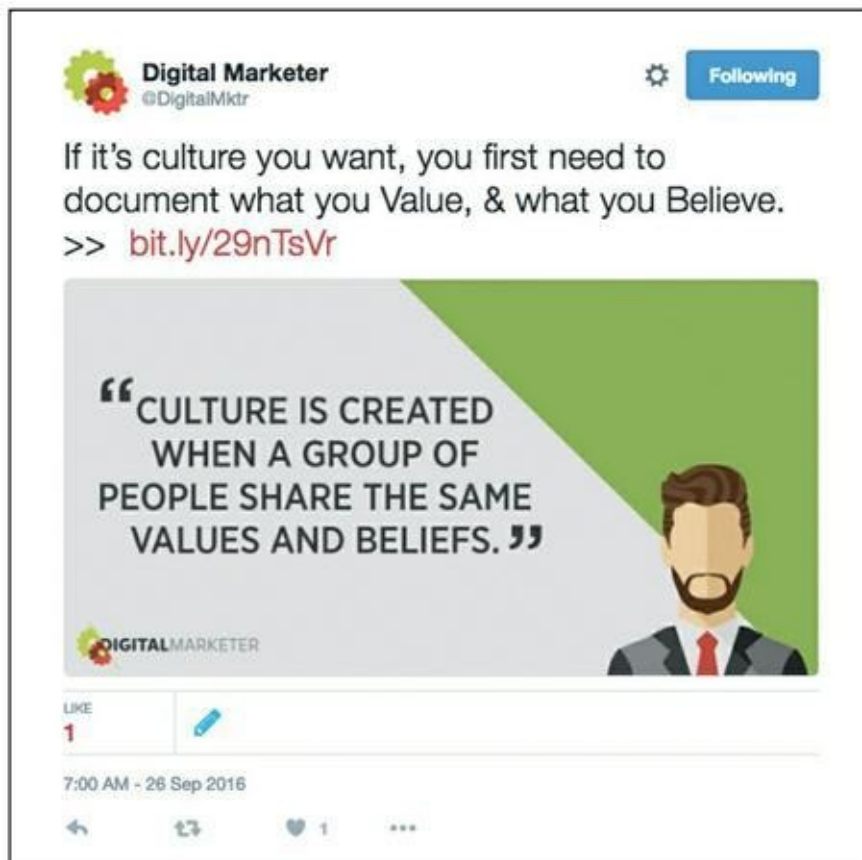 Digital Marketer
@DigitalMktr
Following
If it's culture you want, you first need to
document what you Value, & what you Believe.
>> bit.ly/29nTsVr
“CULTURE IS CREATED
WHEN A GROUP OF
PEOPLE SHARE THE SAME
VALUES AND BELIEFS.”
DIGITALMARKETER
LIKE
1
7:00 AM - 26 Sep 2016
1